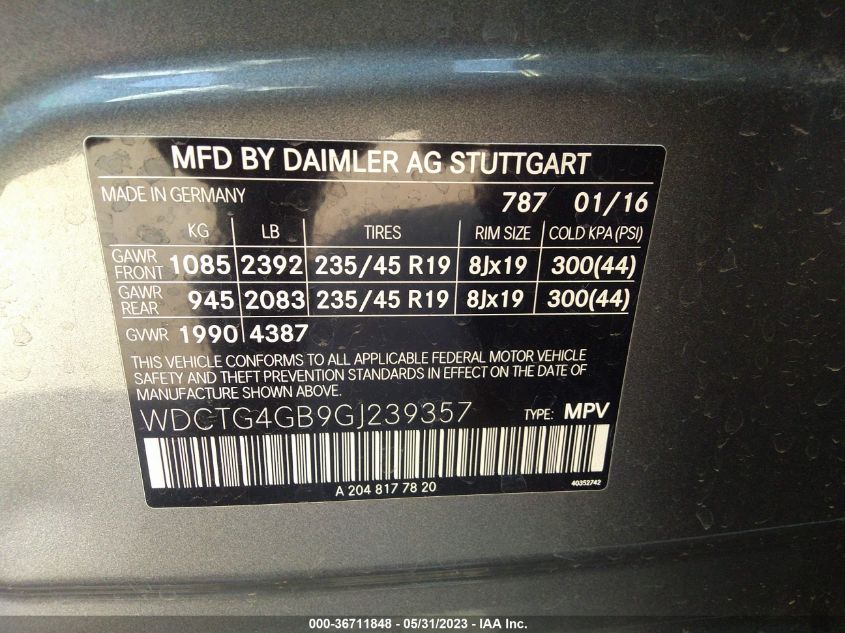 MFD BY DAIMLER AG STUTTGART
MADE IN GERMANY 787 01/16
KG LB TIRES RIM SIZE COLD KPA (PSI)
GAWR FRONT 1085 2392 235/45 R19 8Jx19 300(44)
GAWR REAR 945 2083 235/45 R19 8Jx19 300(44)
GVWR 1990 4387
THIS VEHICLE CONFORMS TO ALL APPLICABLE FEDERAL MOTOR VEHICLE
SAFETY AND THEFT PREVENTION STANDARDS IN EFFECT ON THE DATE OF
MANUFACTURE SHOWN ABOVE.
WDCTG4GB9GJ239357 TYPE: MPV
A 204 817 78 20 40352742
000-36711848 - 05/31/2023 - IAA Inc.